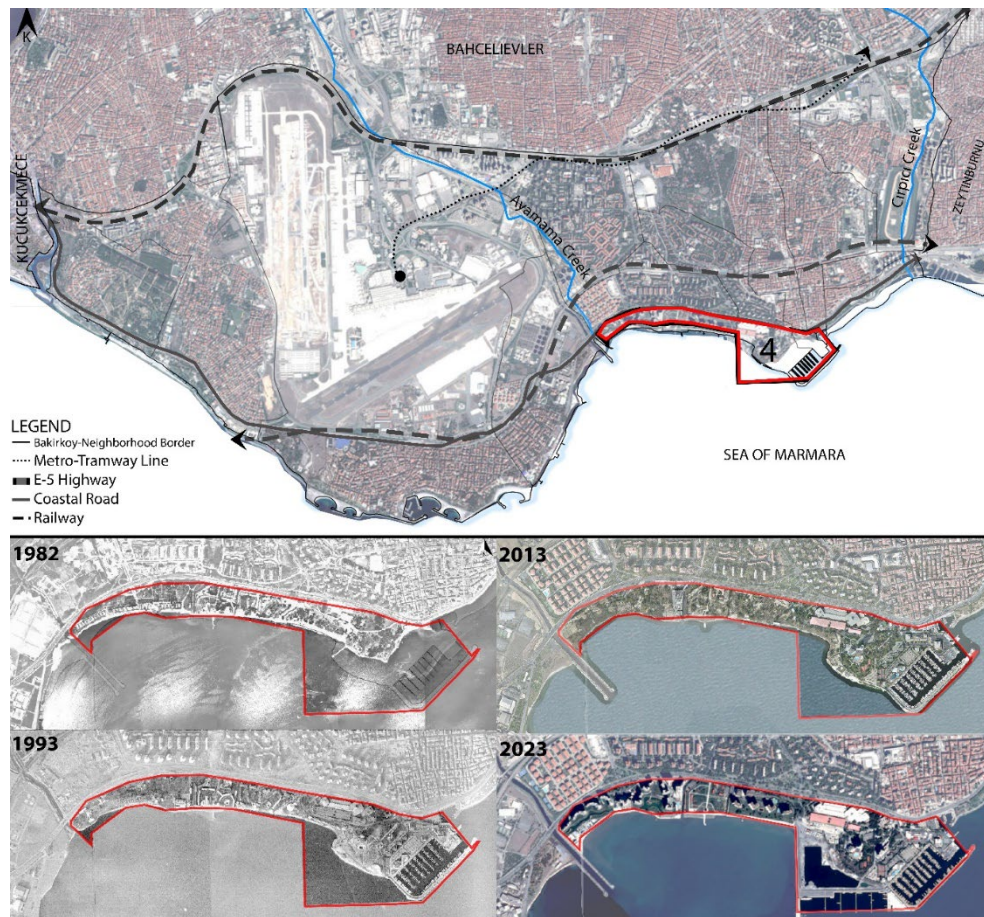 K
BAHCELIEVLER
KUCUKCEKMECE
Ayamama Creek
Cirpici Creek
ZEYTINBURNU
4
SEA OF MARMARA
LEGEND
Bakirkoy-Neighborhood Border
Metro-Tramway Line
E-5 Highway
Coastal Road
Railway
1982
2013
1993
2023